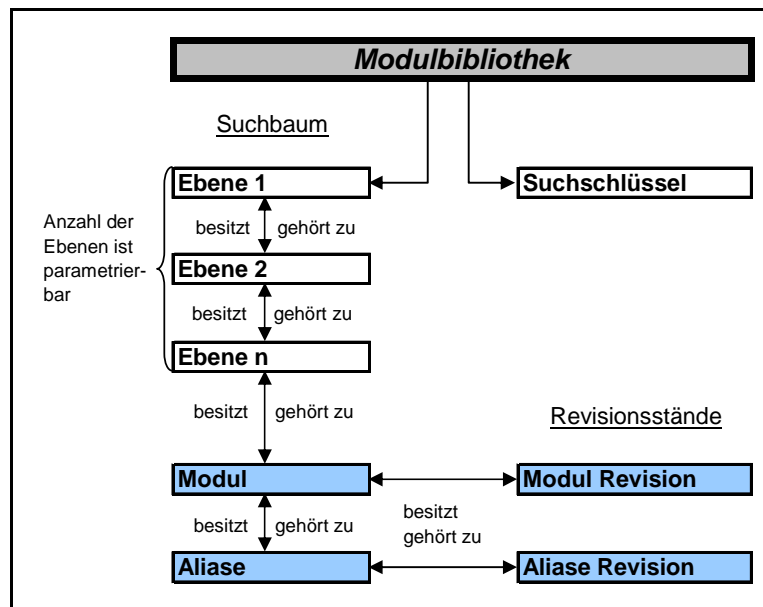 Modulbibliothek
Suchbaum
Ebene 1
Suchschlüssel
besitzt gehört zu
Anzahl der
Ebenen ist
parametrier-
bar
Ebene 2
besitzt gehört zu
Ebene n
besitzt gehört zu
Revisionsstände
Modul
Modul Revision
besitzt gehört zu
besitzt
gehört zu
Aliase
Aliase Revision